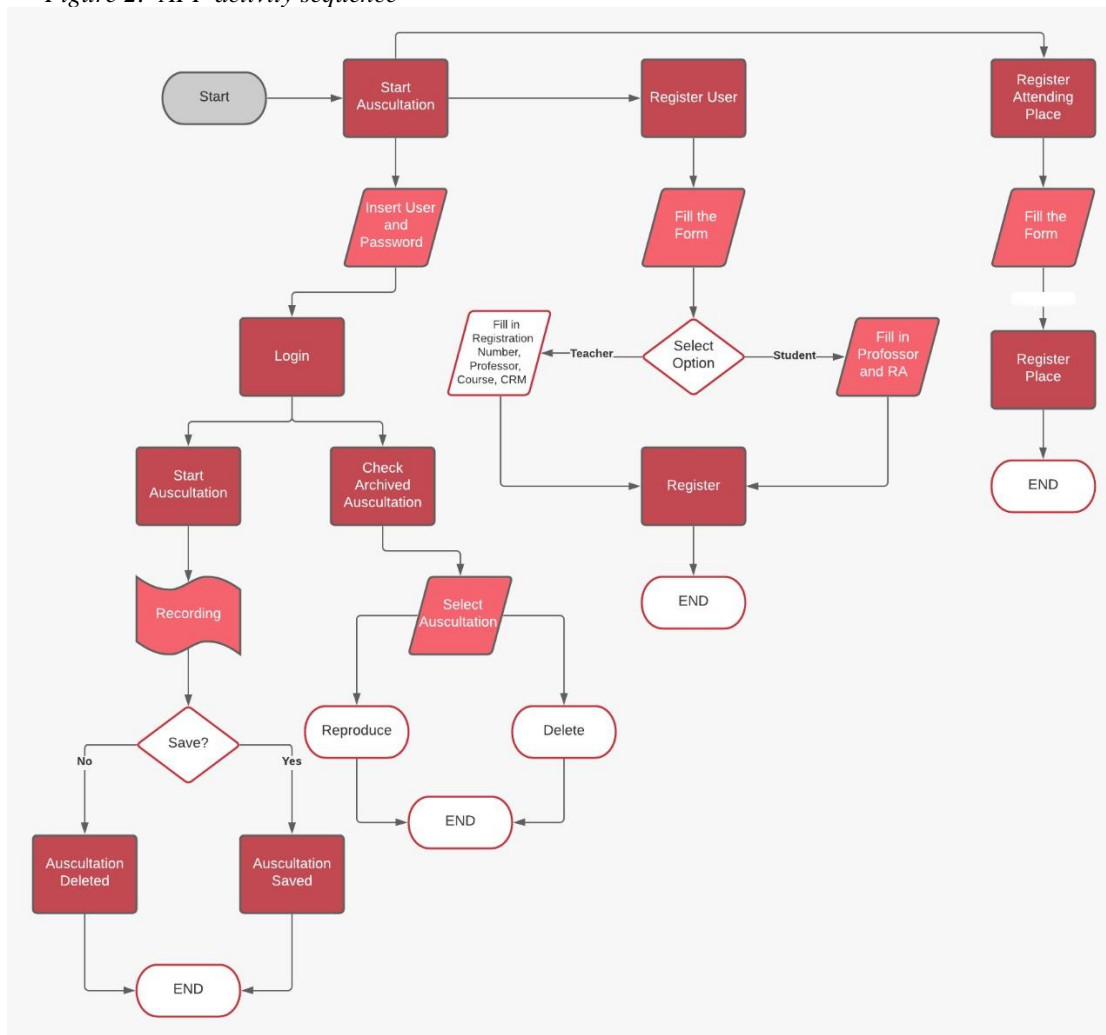 Figure 2: APP activity sequence
Start
Start
Auscultation
Register User
Register
Attending
Place
Insert User
and
Password
Fill the
Form
Fill the
Form
Login
Fill in
Registration
Number,
Professor,
Course, CRM
Teacher
Select
Option
Student
Fill in
Profossor
and RA
Register
Place
Start
Auscultation
Check
Archived
Auscultation
Register
END
Recording
Select
Auscultation
END
Save?
Reproduce
Delete
No
Yes
END
Auscultation
Deleted
Auscultation
Saved
END